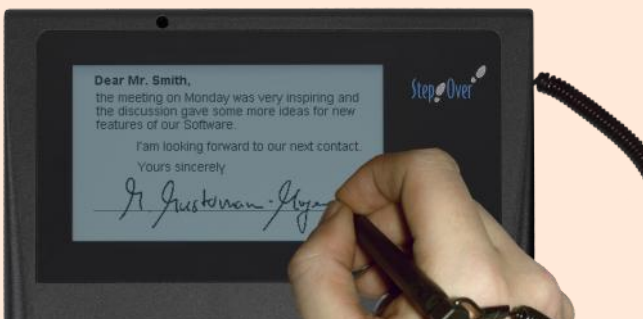 Dear Mr. Smith,
the meeting on Monday was very inspiring and
the discussion gave some more ideas for new
features of our Software.
I'am looking forward to our next contact.
Yours sincerely
StepOver